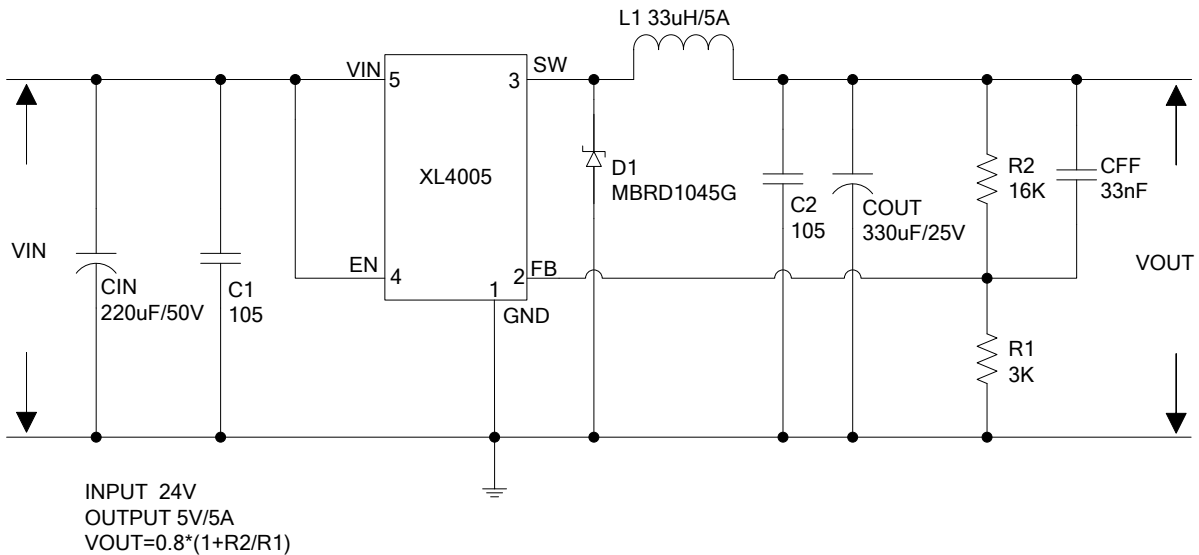 L1 33uH/5A
VIN
5
3
SW
XL4005
D1
MBRD1045G
R2
16K
CFF
33nF
C2
105
COUT
330uF/25V
VIN
VOUT
CIN
220uF/50V
C1
105
EN
4
2
FB
1
GND
R1
3K
INPUT  24V
OUTPUT 5V/5A
VOUT=0.8*(1+R2/R1)